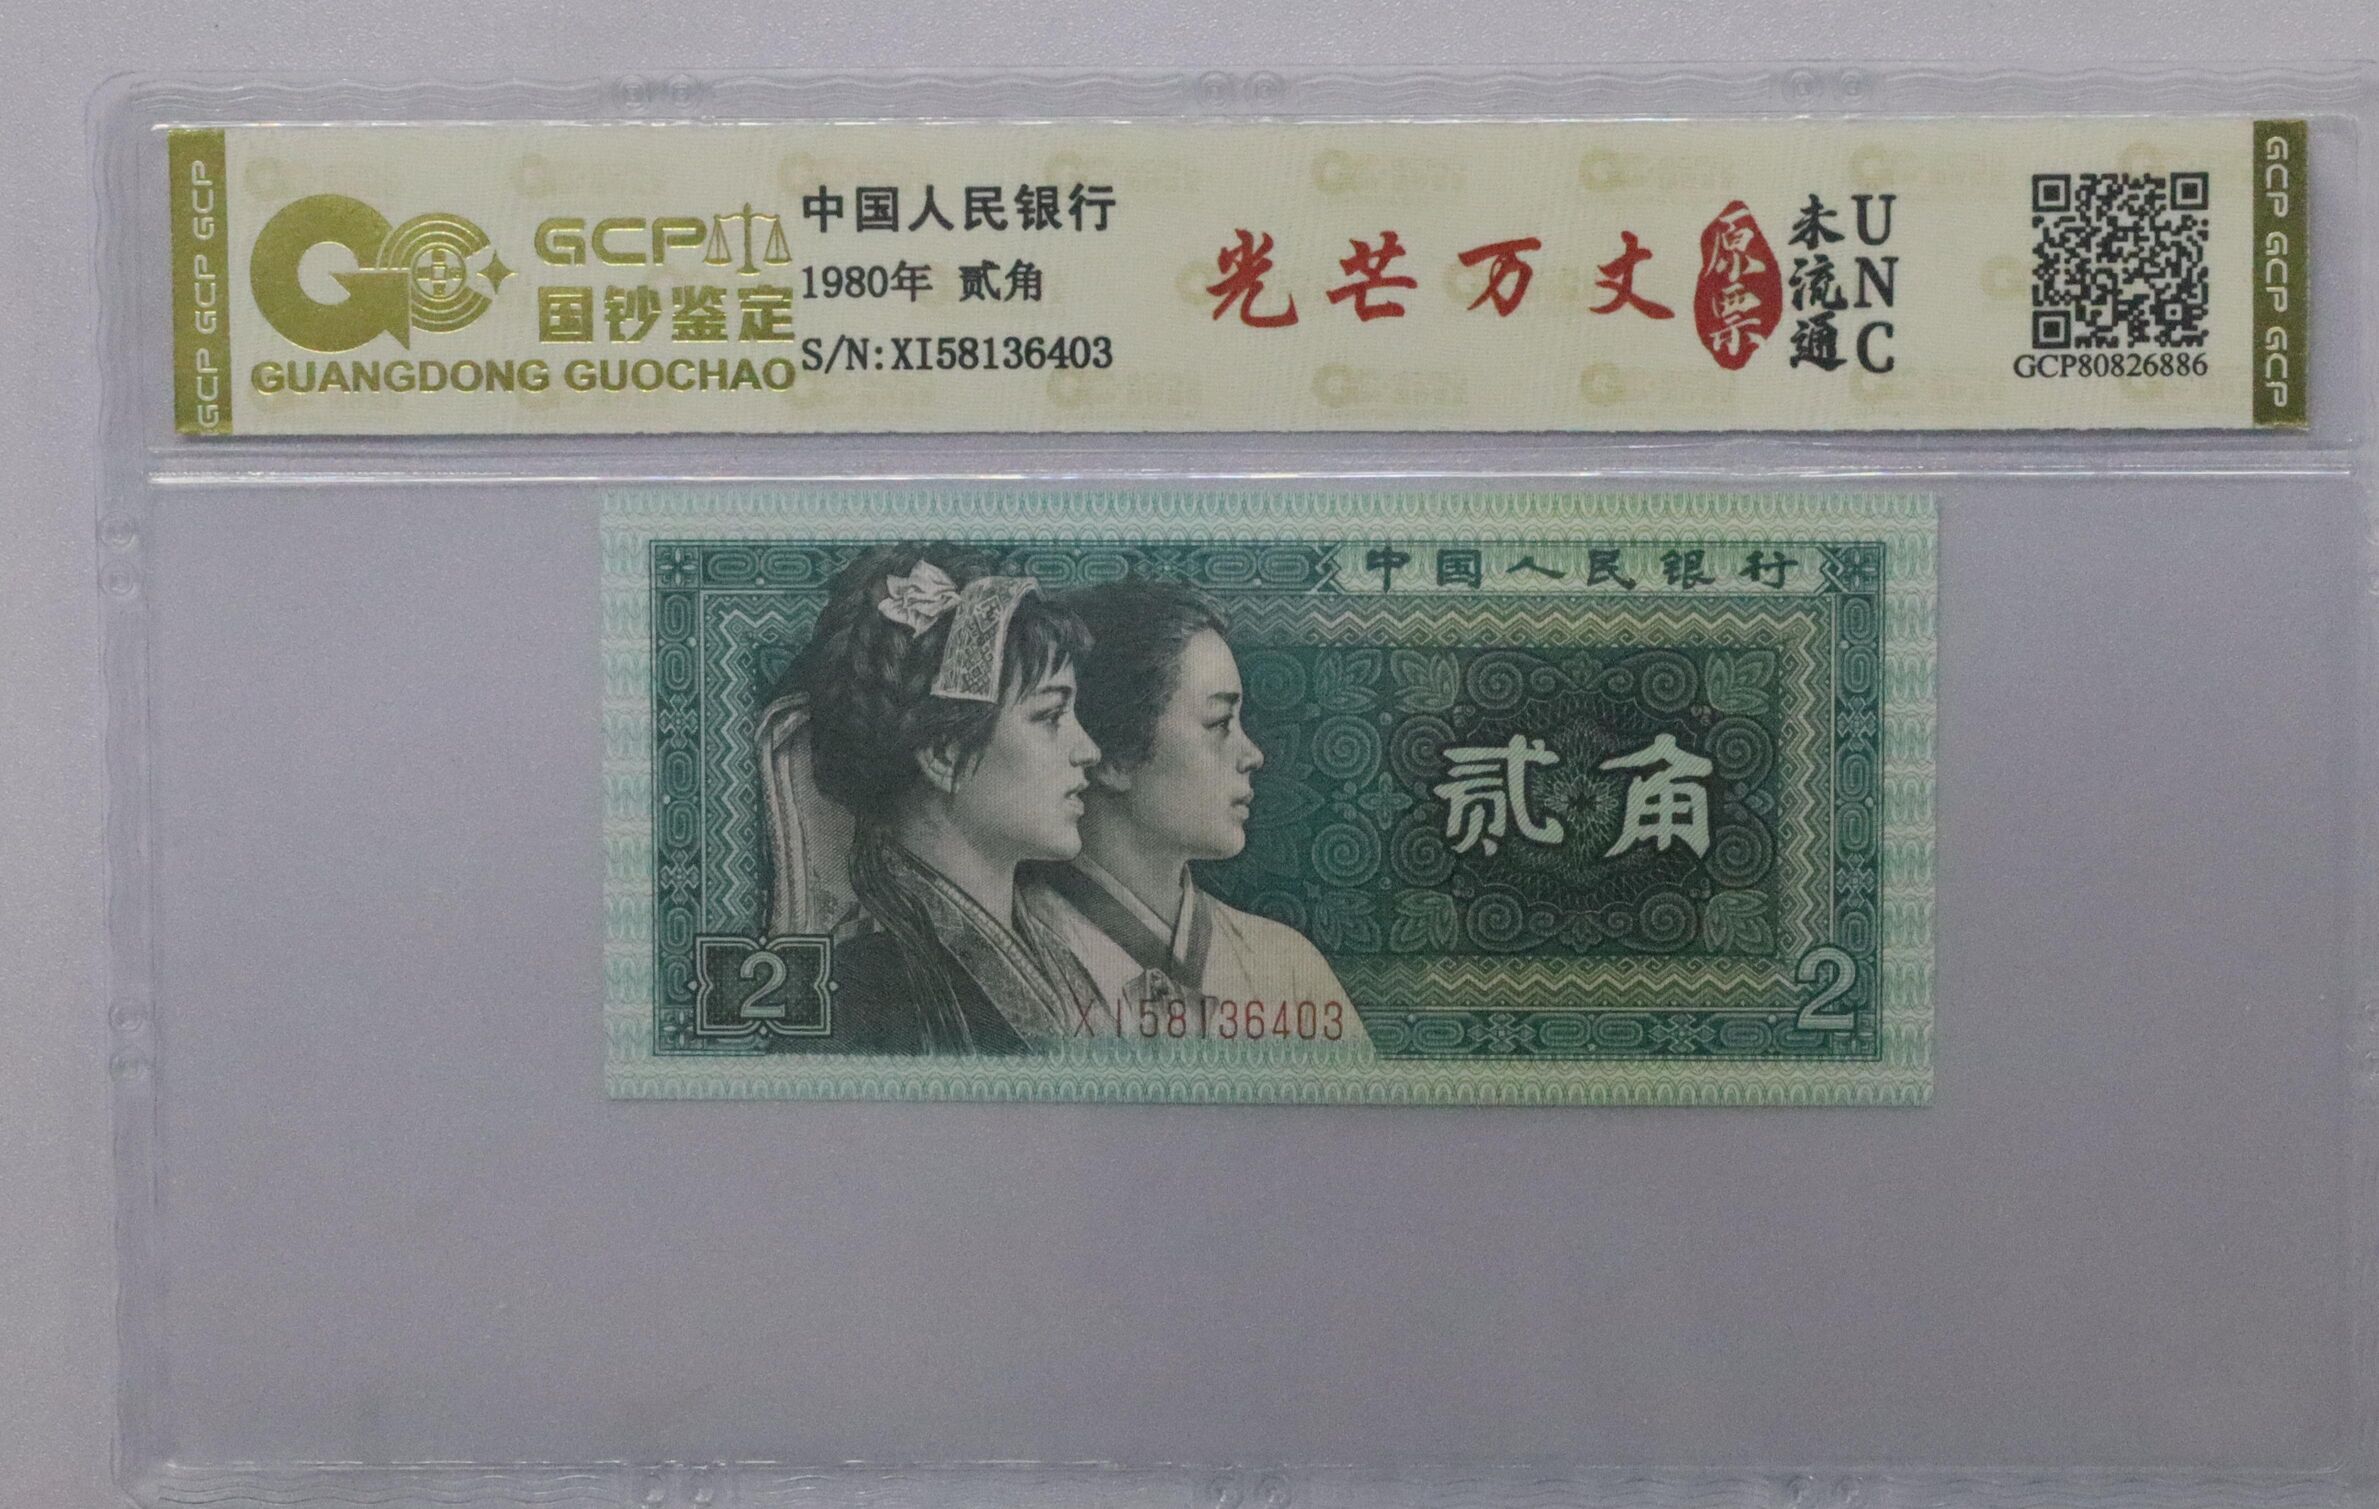 GCP GCP GCP
GCP
国钞鉴定
GUANGDONG GUOCHAO
中国人民银行
1980年 贰角
S/N:XI58136403
光芒万丈
原票
未流通
UNC
GCP80826886
GCP GCP GCP
中国人民银行
贰角
2
XI58136403
2